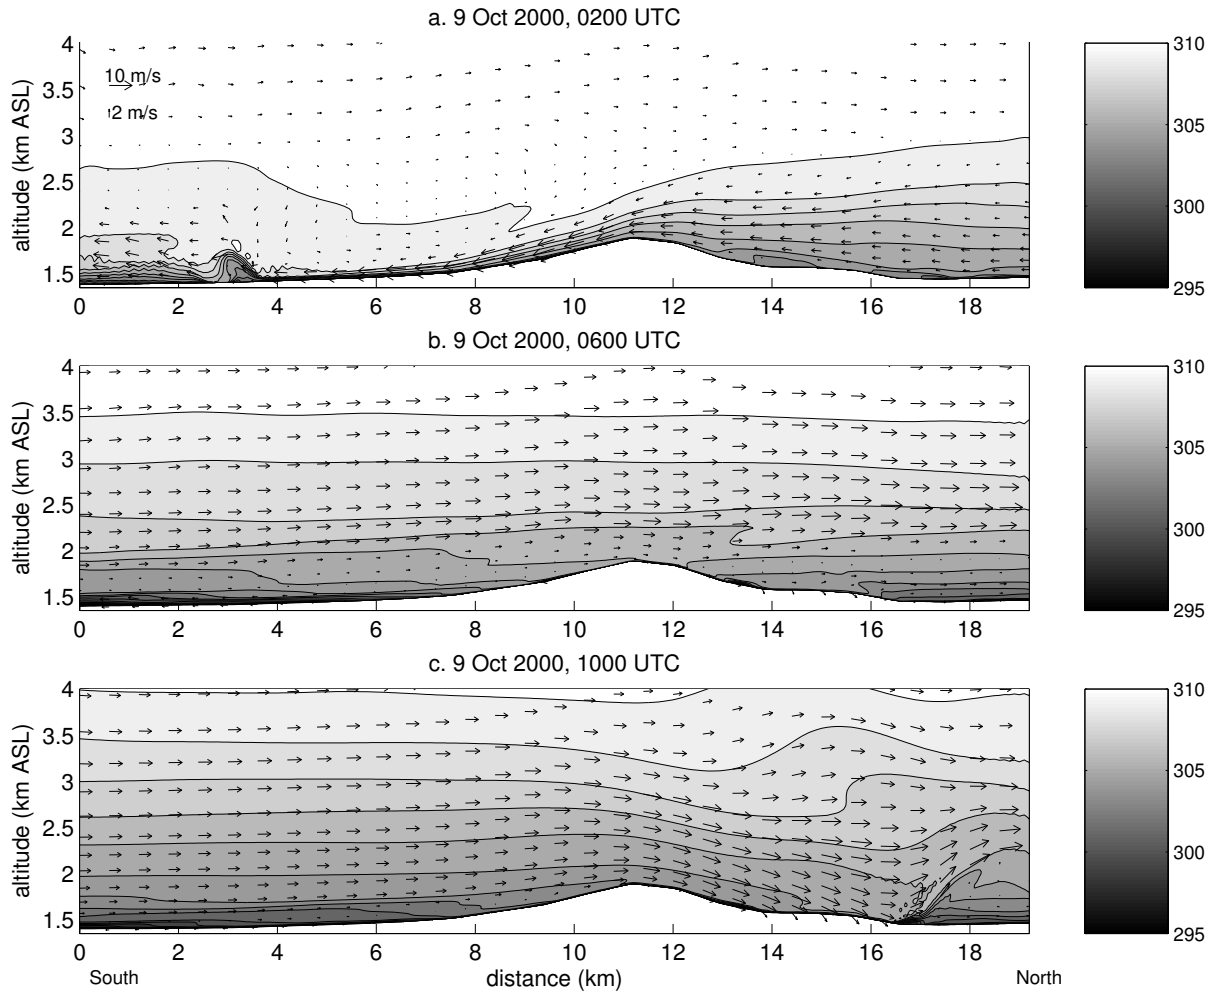 a. 9 Oct 2000, 0200 UTC
altitude (km ASL)
4
3.5
3
2.5
2
1.5
10 m/s
2 m/s
0 2 4 6 8 10 12 14 16 18
310
305
300
295
b. 9 Oct 2000, 0600 UTC
altitude (km ASL)
4
3.5
3
2.5
2
1.5
0 2 4 6 8 10 12 14 16 18
310
305
300
295
c. 9 Oct 2000, 1000 UTC
altitude (km ASL)
4
3.5
3
2.5
2
1.5
0 2 4 6 8 10 12 14 16 18
310
305
300
295
South distance (km) North